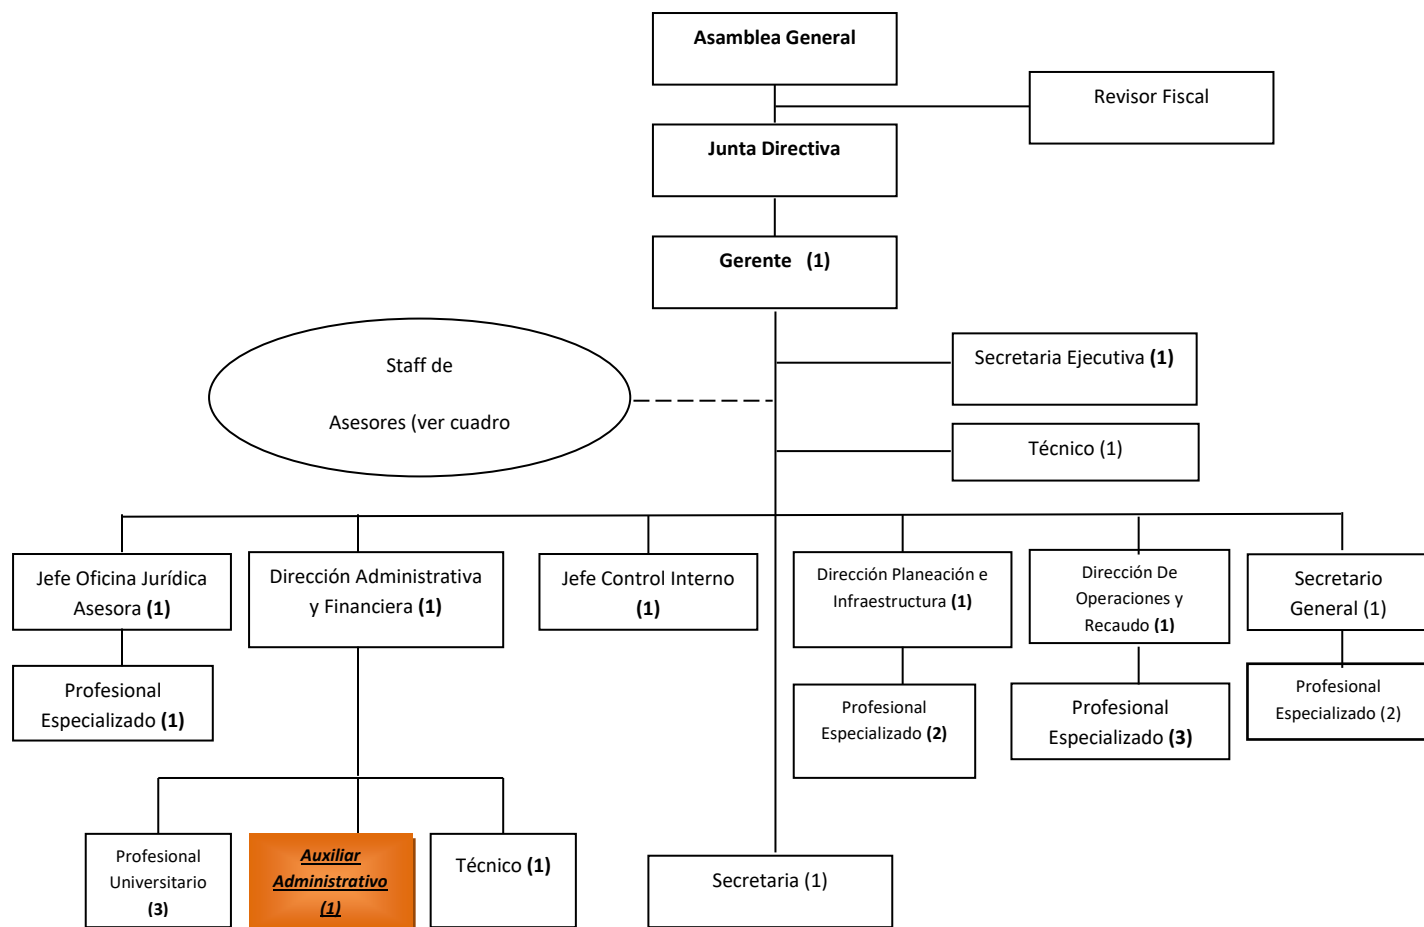 Asamblea General
Revisor Fiscal
Junta Directiva
Gerente (1)
Staff de
Asesores (ver cuadro
Secretaria Ejecutiva (1)
Técnico (1)
Jefe Oficina Jurídica
Asesora (1)
Dirección Administrativa
y Financiera (1)
Jefe Control Interno
(1)
Dirección Planeación e
Infraestructura (1)
Dirección De
Operaciones y
Recaudo (1)
Secretario
General (1)
Profesional
Especializado (1)
Profesional
Especializado (2)
Profesional
Especializado (3)
Profesional
Especializado (2)
Profesional
Universitario
(3)
Auxiliar
Administrativo
(1)
Técnico (1)
Secretaria (1)